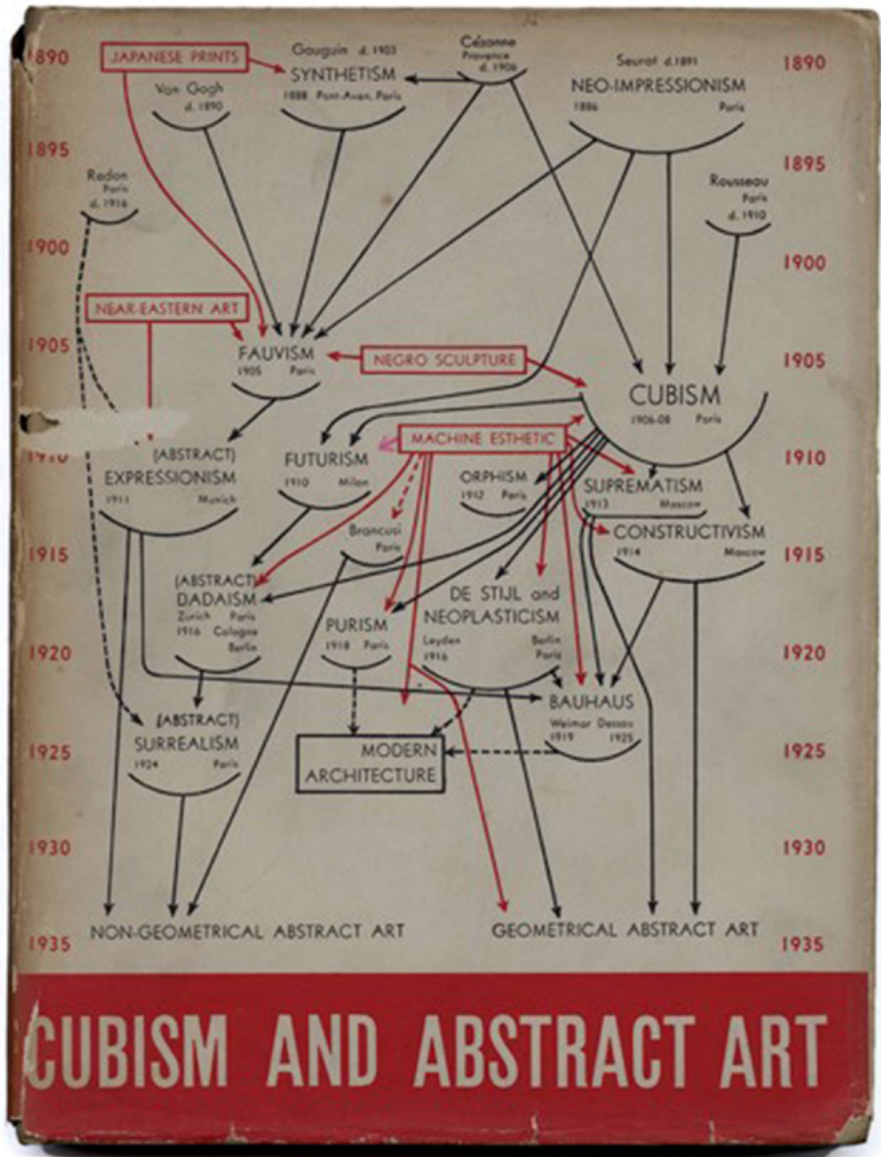 1890
JAPANESE PRINTS
Gauguin d. 1903
SYNTHETISM
1888 Pont-Aven, Paris
Cézanne
Provence
d. 1906
Seurat d.1891
NEO-IMPRESSIONISM
1886 Paris
1890
Van Gogh
d. 1890
1895
1895
Redon
Paris
d. 1916
Rousseau
Paris
d. 1910
1900
1900
NEAR-EASTERN ART
1905
FAUVISM
1905 Paris
NEGRO SCULPTURE
1905
CUBISM
1906-08 Paris
1910
(ABSTRACT)
EXPRESSIONISM
1911 Munich
FUTURISM
1910 Milan
MACHINE ESTHETIC
ORPHISM
1912 Paris
SUPREMATISM
1913 Moscow
1910
CONSTRUCTIVISM
1914 Moscow
Brancusi
Paris
1915
1915
(ABSTRACT)
DADAISM
Zurich Paris
1916 Cologne
Berlin
PURISM
1918 Paris
DE STIJL and
NEOPLASTICISM
Leyden Berlin
1916 Paris
1920
1920
(ABSTRACT)
SURREALISM
1924 Paris
BAUHAUS
Weimar Dessau
1919 1925
1925
MODERN
ARCHITECTURE
1925
1930
1930
NON-GEOMETRICAL ABSTRACT ART
GEOMETRICAL ABSTRACT ART
1935
1935
CUBISM AND ABSTRACT ART